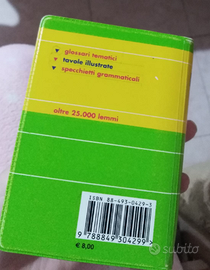 glossari tematici
tavole illustrate
specchietti grammaticali
oltre 25.000 lemmi
ISBN 88-493-0429-3
9 788849 304299 >
€ 8,00
subito